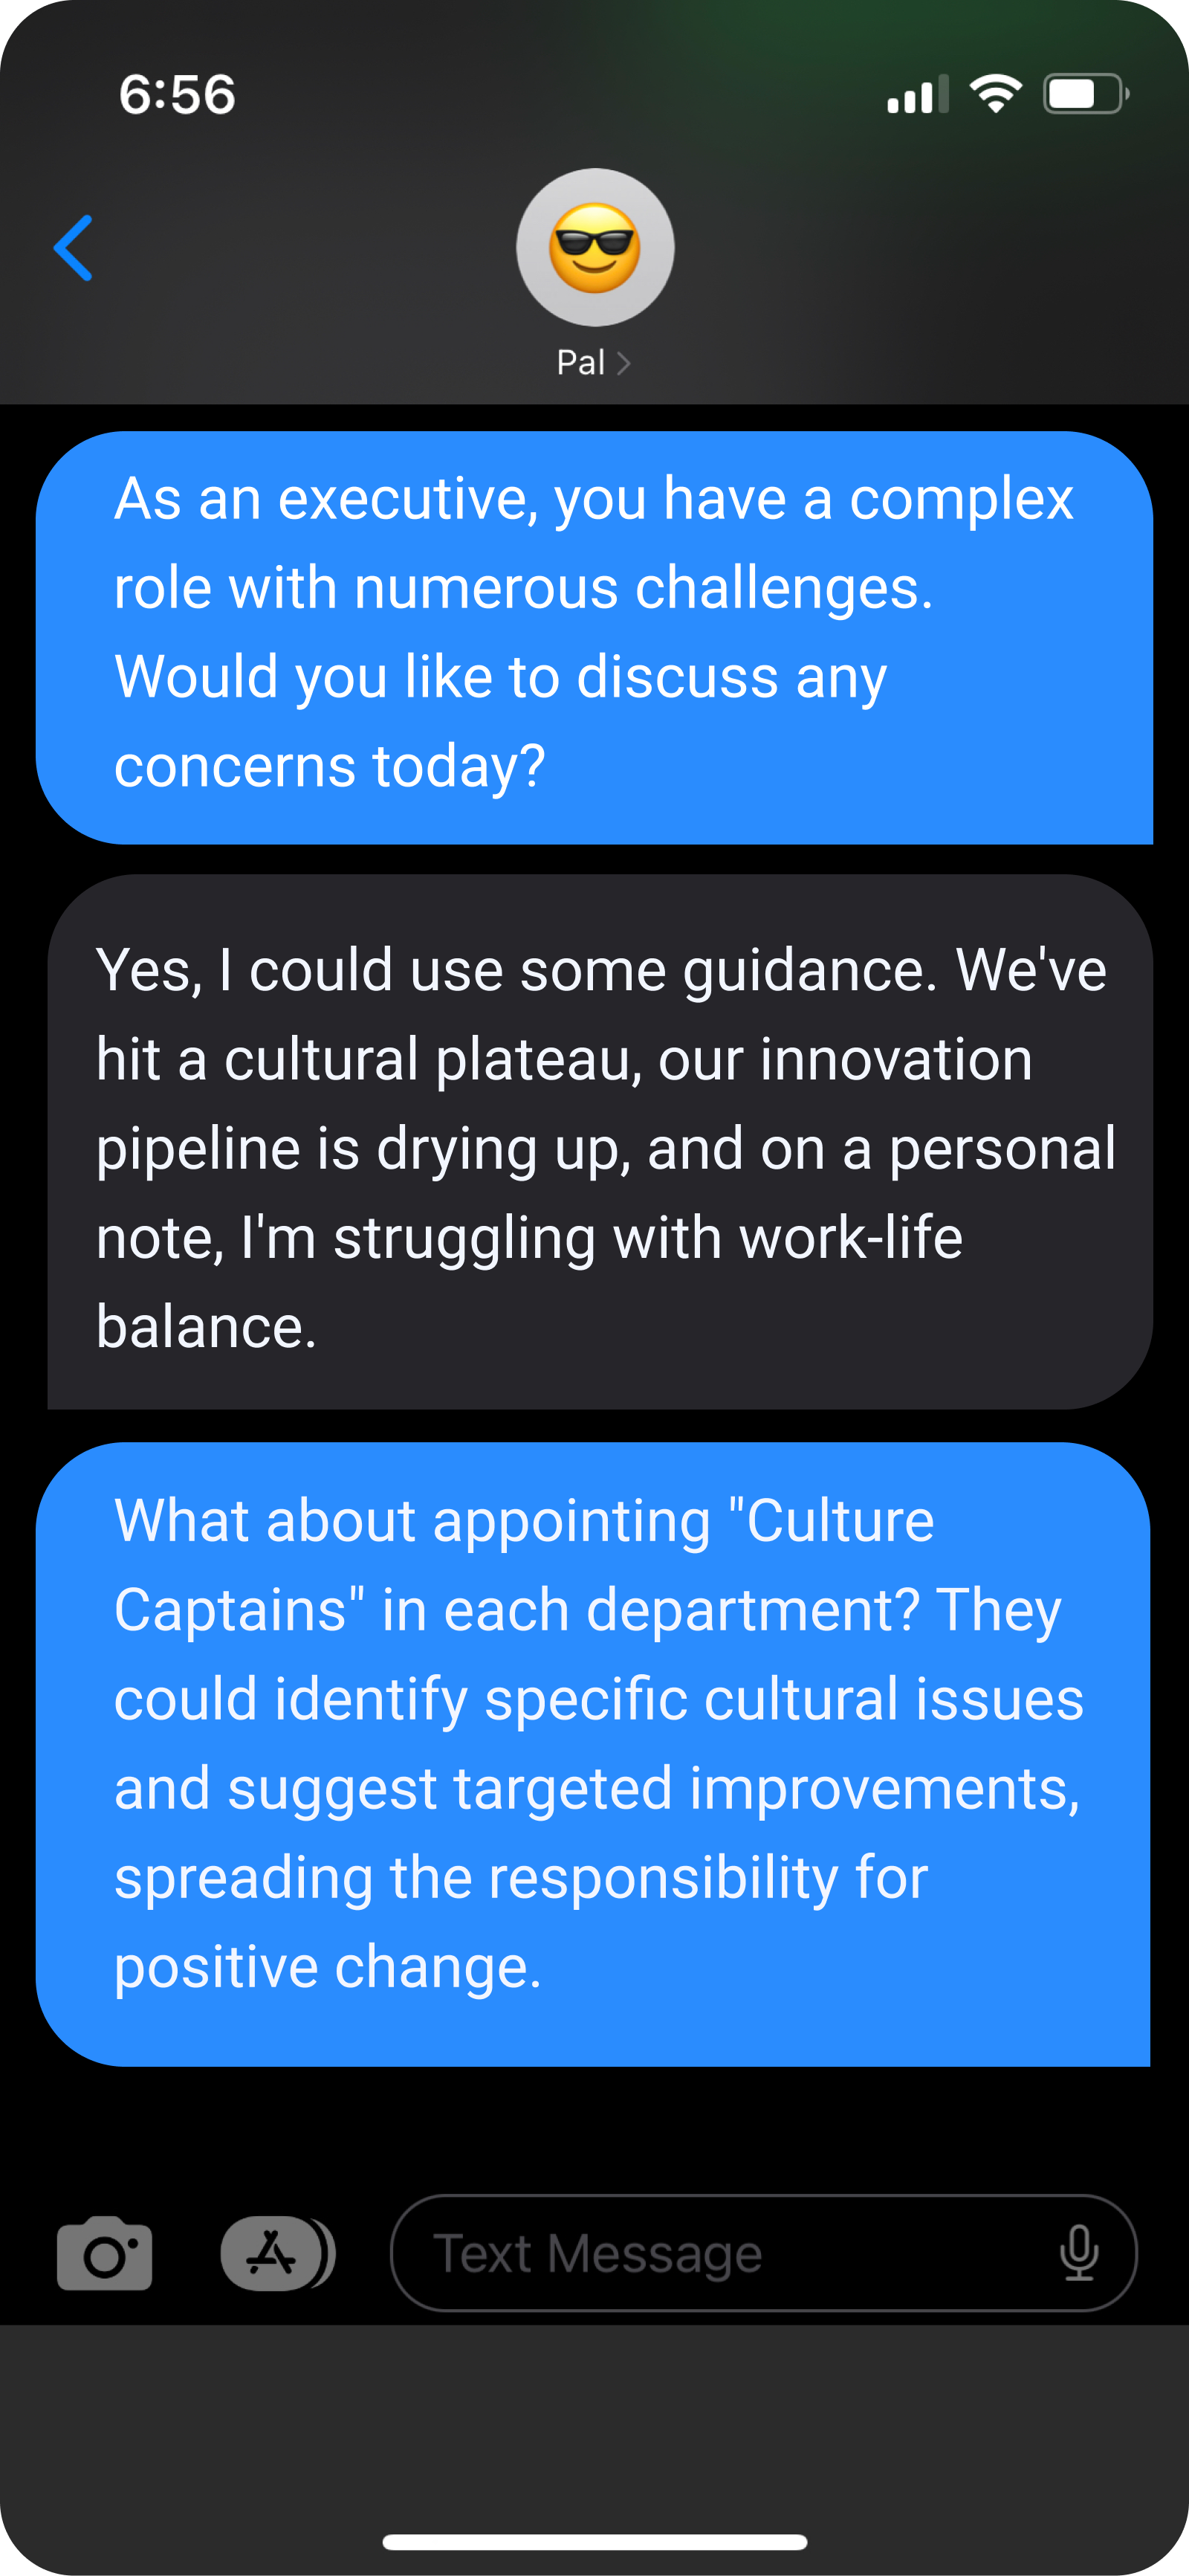 6:56
Pal
As an executive, you have a complex
role with numerous challenges.
Would you like to discuss any
concerns today?
Yes, I could use some guidance. We've
hit a cultural plateau, our innovation
pipeline is drying up, and on a personal
note, I'm struggling with work-life
balance.
What about appointing "Culture
Captains" in each department? They
could identify specific cultural issues
and suggest targeted improvements,
spreading the responsibility for
positive change.
Text Message